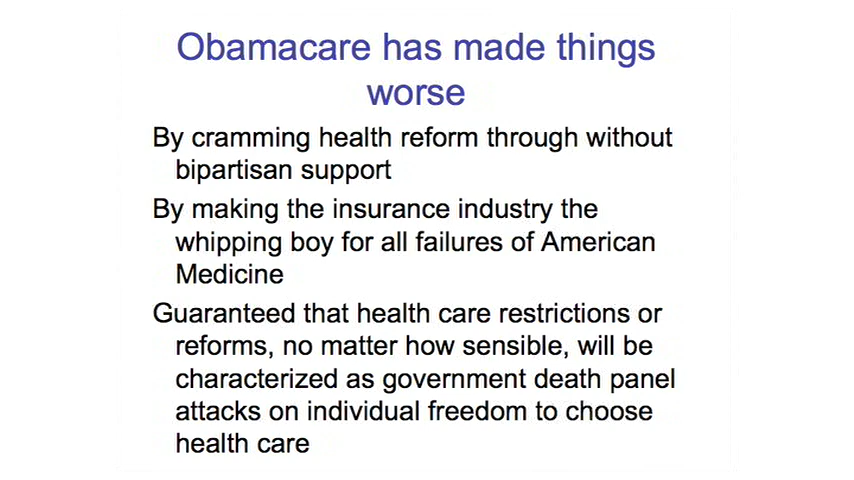 Obamacare has made things
worse
By cramming health reform through without
bipartisan support
By making the insurance industry the
whipping boy for all failures of American
Medicine
Guaranteed that health care restrictions or
reforms, no matter how sensible, will be
characterized as government death panel
attacks on individual freedom to choose
health care